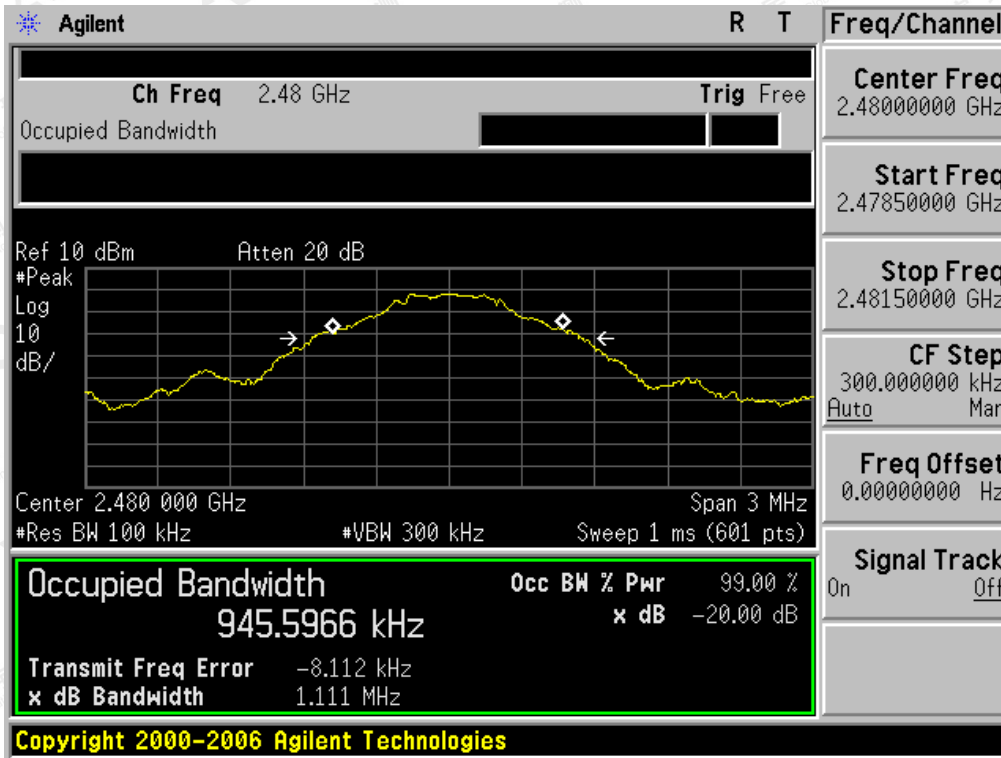 Agilent R T
Ch Freq 2.48 GHz Trig Free
Occupied Bandwidth
Ref 10 dBm Atten 20 dB
#Peak
Log
10
dB/
Center 2.480 000 GHz Span 3 MHz
#Res BW 100 kHz #VBW 300 kHz Sweep 1 ms (601 pts)
Occupied Bandwidth Occ BW % Pwr 99.00 %
945.5966 kHz x dB -20.00 dB
Transmit Freq Error -8.112 kHz
x dB Bandwidth 1.111 MHz
Copyright 2000-2006 Agilent Technologies
Freq/Channel
Center Freq
2.48000000 GHz
Start Freq
2.47850000 GHz
Stop Freq
2.48150000 GHz
CF Step
300.000000 kHz
Auto Man
Freq Offset
0.00000000 Hz
Signal Track
On Off